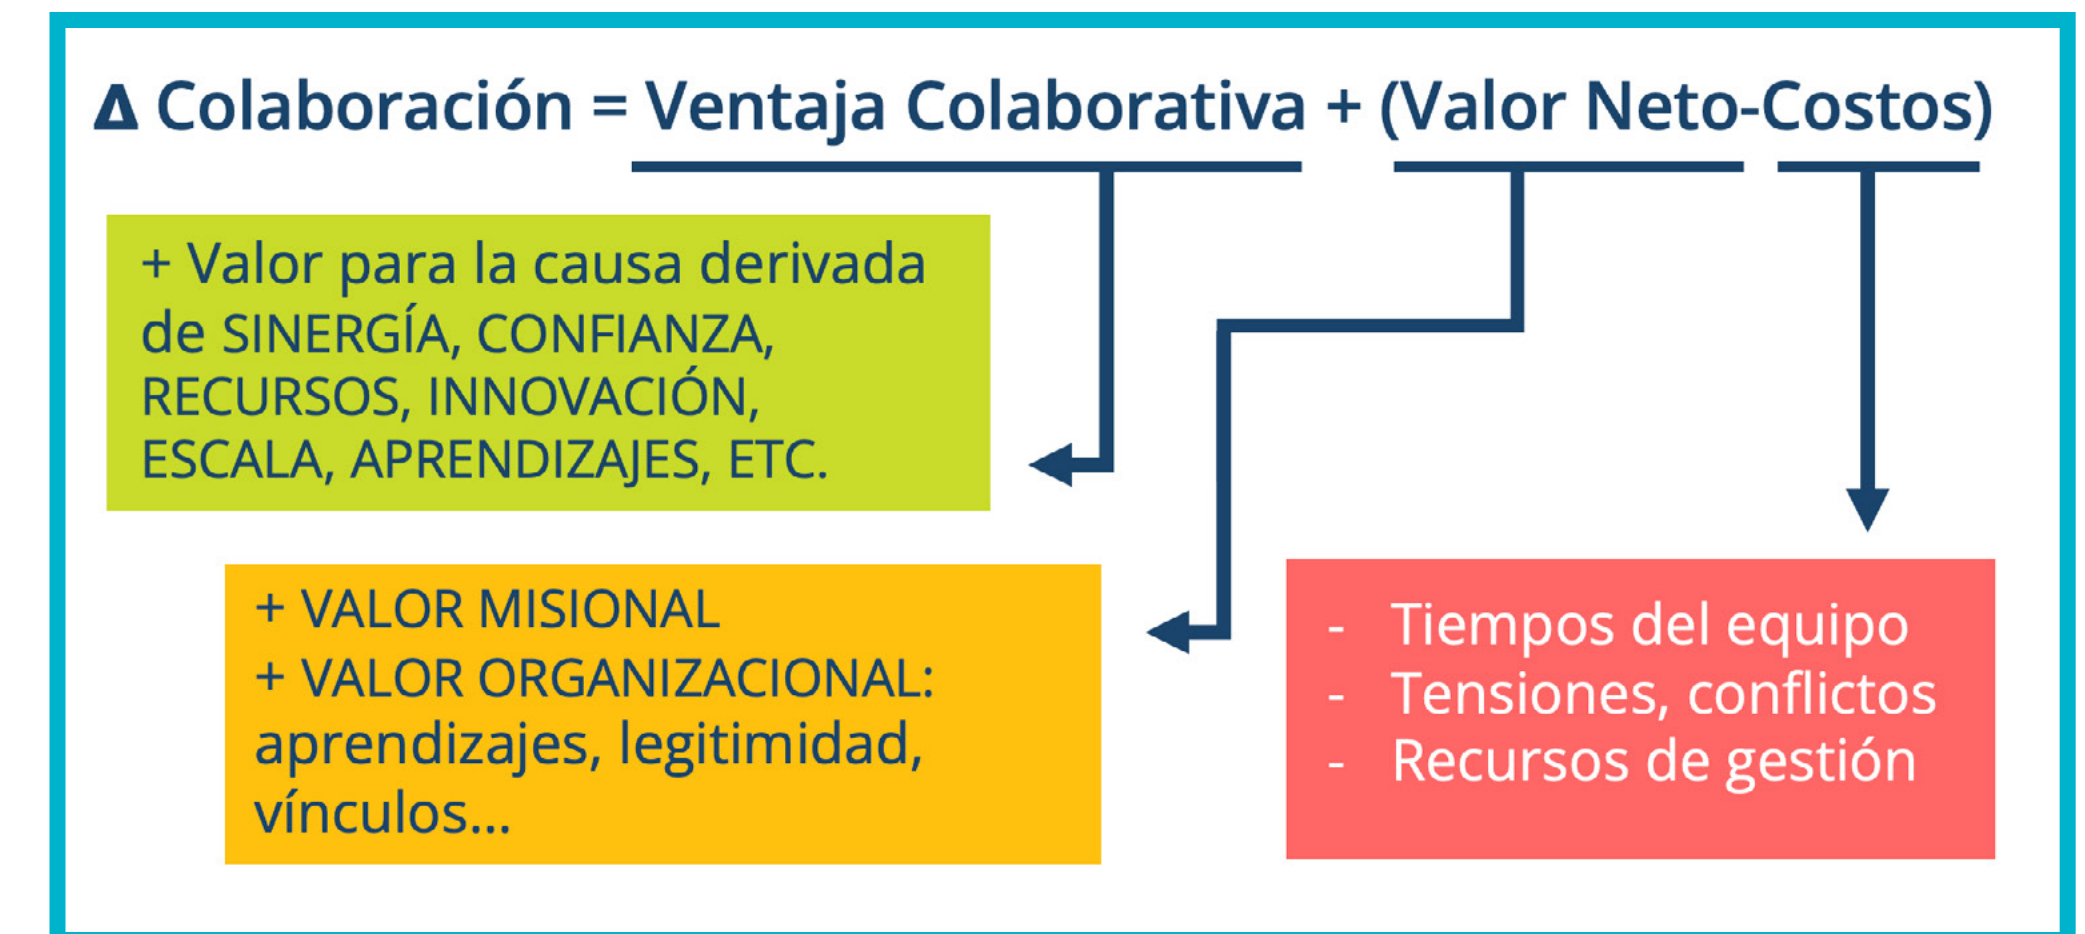 Δ Colaboración = Ventaja Colaborativa + (Valor Neto-Costos)
+ Valor para la causa derivada
de SINERGÍA, CONFIANZA,
RECURSOS, INNOVACIÓN,
ESCALA, APRENDIZAJES, ETC.
+ VALOR MISIONAL
+ VALOR ORGANIZACIONAL:
aprendizajes, legitimidad,
vínculos...
- Tiempos del equipo
- Tensiones, conflictos
- Recursos de gestión